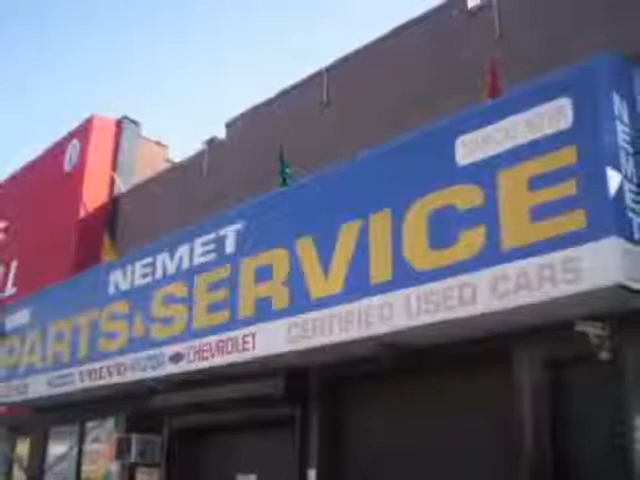 NEMET
PARTS & SERVICE
VOLVO CHEVROLET
CERTIFIED USED CARS
NEMET